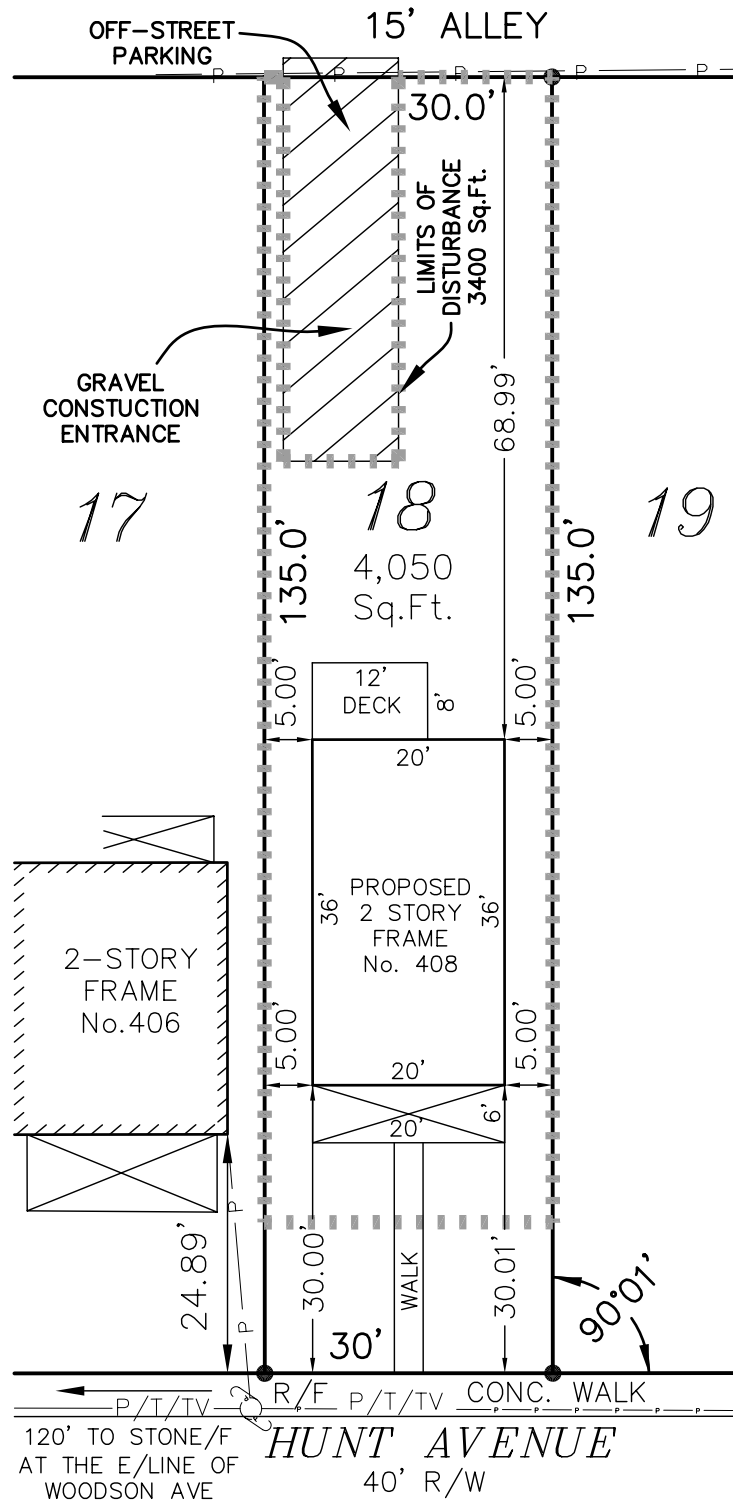 15' ALLEY
OFF-STREET
PARKING
P P P P P
30.0'
LIMITS OF
DISTURBANCE
3400 Sq.Ft.
68.99'
GRAVEL
CONSTUCTION
ENTRANCE
17
18
19
4,050
Sq.Ft.
135.0'
135.0'
12'
DECK
8'
5.00'
5.00'
20'
36'
36'
PROPOSED
2 STORY
FRAME
No. 408
2-STORY
FRAME
No.406
5.00'
5.00'
20'
20'
6'
P
P
24.89'
30.00'
WALK
30.01'
90°01'
30'
R/F
CONC. WALK
P/T/TV
P
P/T/TV
P P P P P P P
120' TO STONE/F
AT THE E/LINE OF
WOODSON AVE
HUNT AVENUE
40' R/W